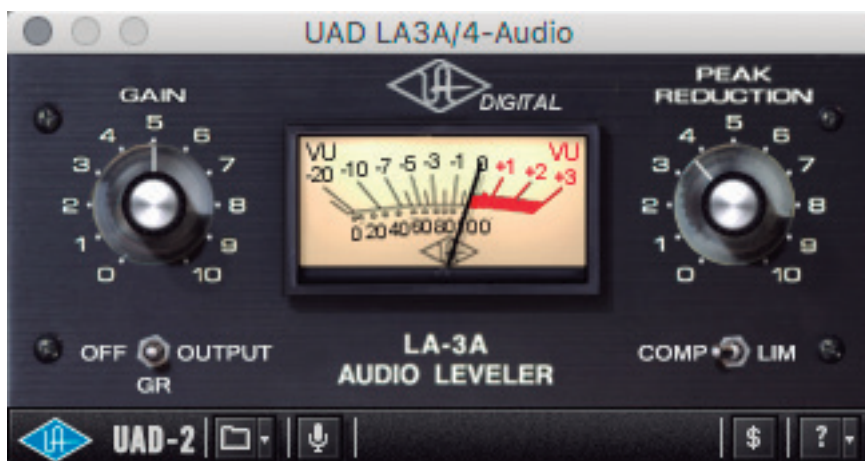 UAD LA3A/4-Audio
GAIN
0 1 2 3 4 5 6 7 8 9 10
UA DIGITAL
VU VU
-20 -10 -7 -5 -3 -1 0 +1 +2 +3
0 20 40 60 80 100
UA
PEAK
REDUCTION
0 1 2 3 4 5 6 7 8 9 10
OFF OUTPUT
GR
LA-3A
AUDIO LEVELER
COMP LIM
UA UAD-2 $ ?